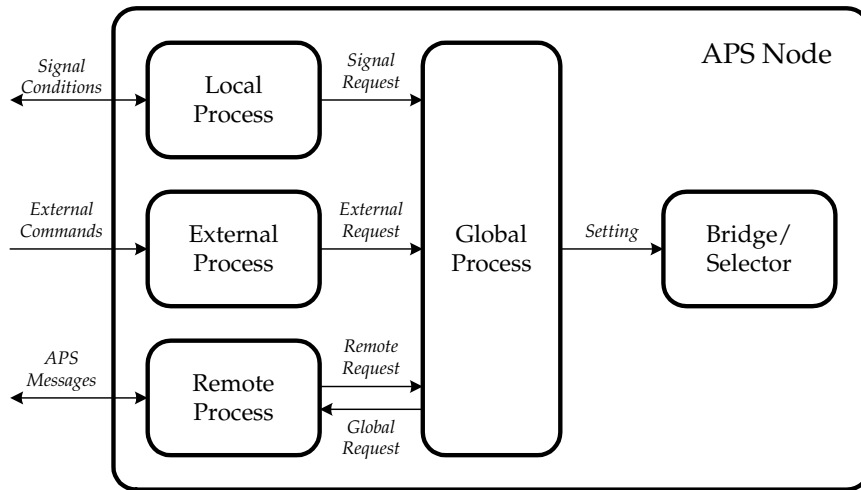 APS Node
Signal
Conditions
Local
Process
Signal
Request
External
Commands
External
Process
External
Request
Global
Process
Setting
Bridge/
Selector
APS
Messages
Remote
Process
Remote
Request
Global
Request